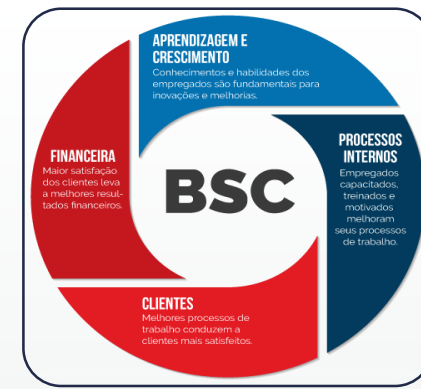 APRENDIZAGEM E
CRESCIMENTO
Conhecimentos e habilidades dos
empregados são fundamentais para
inovações e melhorias.
PROCESSOS
INTERNOS
Empregados
capacitados,
treinados e
motivados
melhoram
seus processos
de trabalho.
FINANCEIRA
Maior satisfação
dos clientes leva
a melhores resul-
tados financeiros.
BSC
CLIENTES
Melhores processos de
trabalho conduzem a
clientes mais satisfeitos.